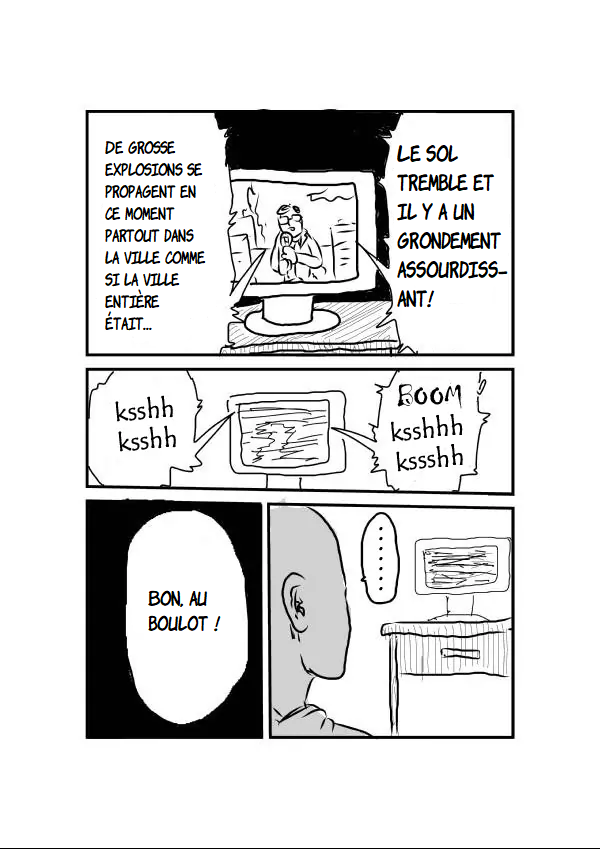 LE SOL
TREMBLE ET
IL Y A UN
GRONDEMENT
ASSOURDISS-
ANT!
DE GROSSE
EXPLOSIONS SE
PROPAGENT EN
CE MOMENT
PARTOUT DANS
LA VILLE COMME
SI LA VILLE
ENTIÈRE
ÉTAIT...
BOOM
ksshhh
kssshh
ksshh
ksshh
.......
BON, AU
BOULOT !